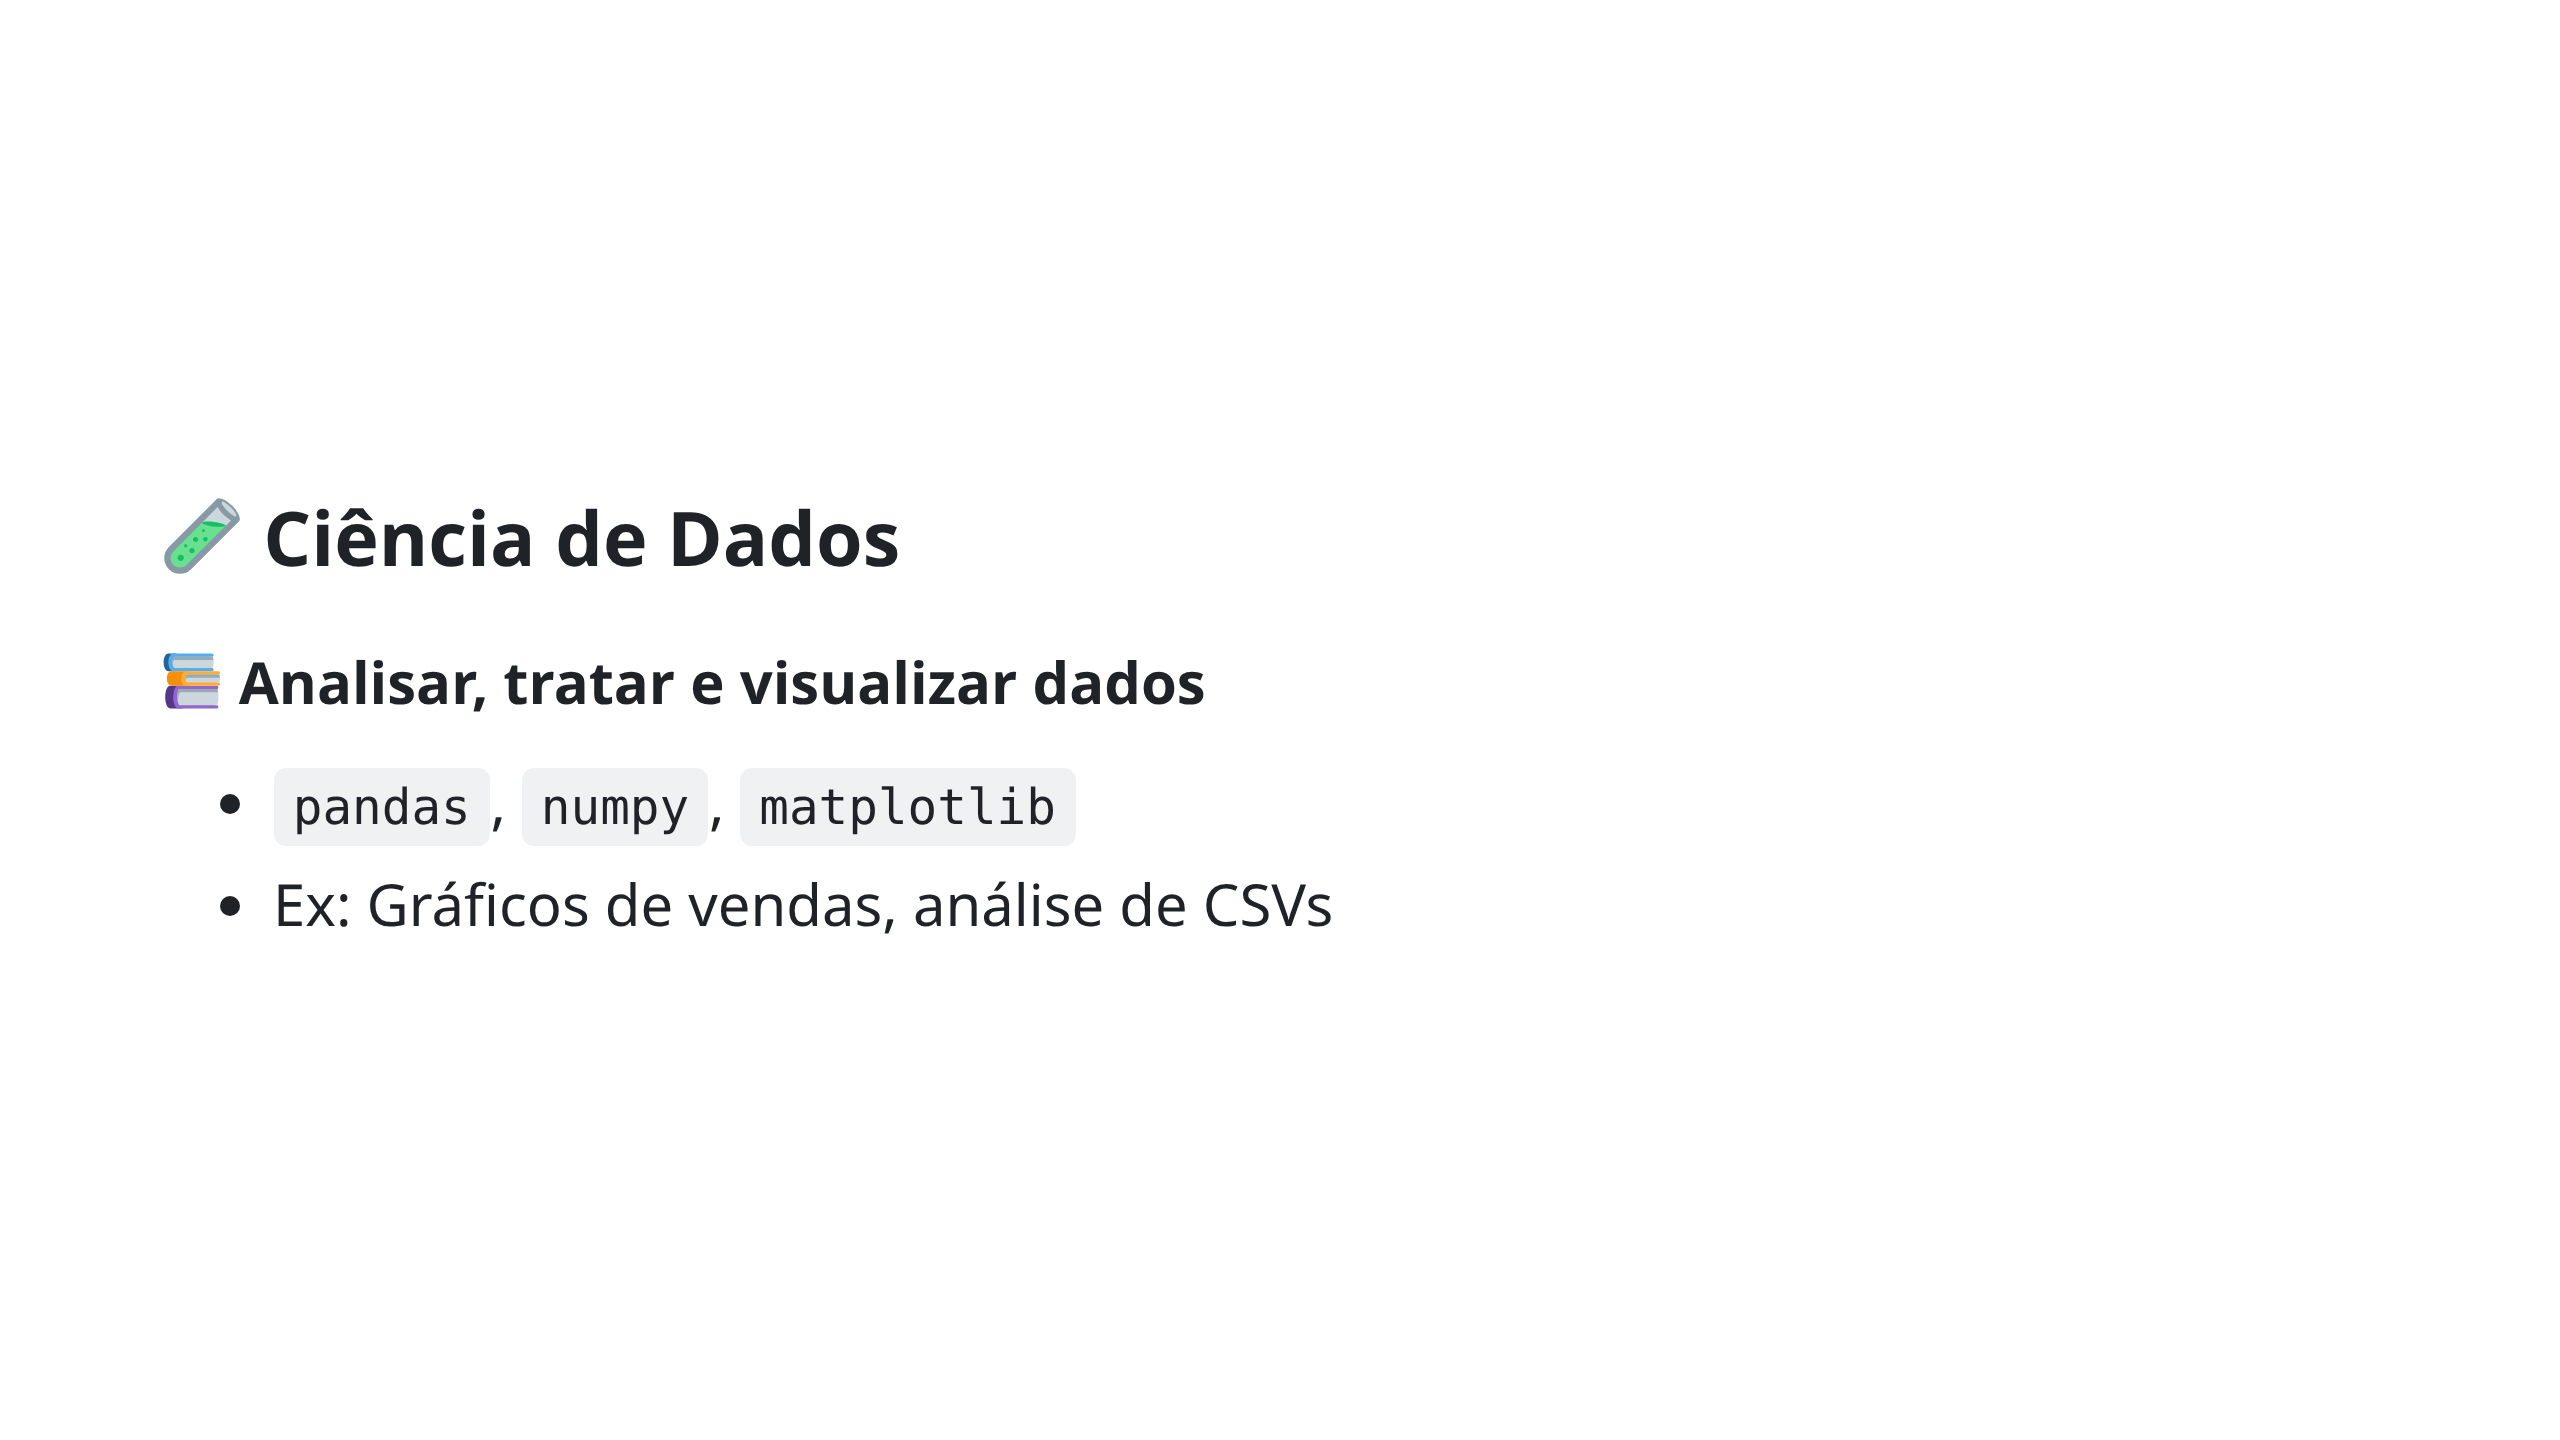 🧪 Ciência de Dados
📚 Analisar, tratar e visualizar dados
• pandas, numpy, matplotlib
• Ex: Gráficos de vendas, análise de CSVs